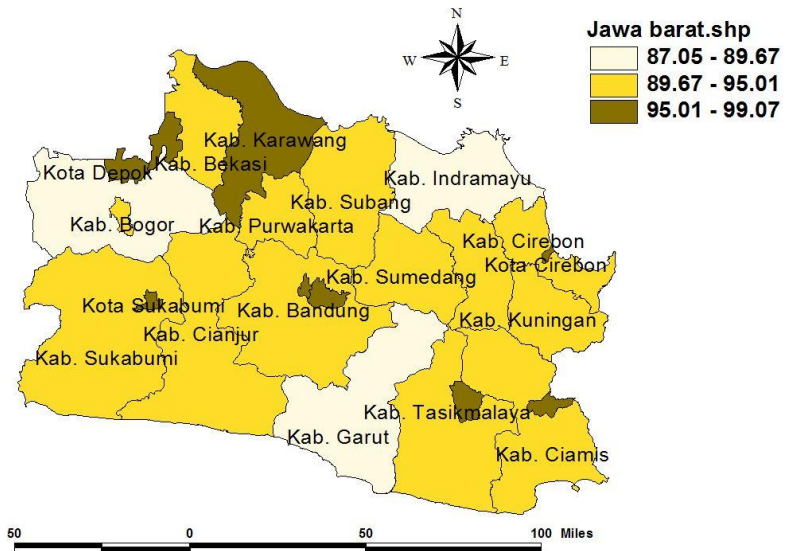 N
W E
S
Jawa barat.shp
87.05 - 89.67
89.67 - 95.01
95.01 - 99.07
Kab. Karawang
Kota Depok
Kab. Bekasi
Kab. Indramayu
Kab. Subang
Kab. Bogor
Kab. Purwakarta
Kab. Cirebon
Kota Cirebon
Kab. Sumedang
Kota Sukabumi
Kab. Bandung
Kab. Kuningan
Kab. Cianjur
Kab. Sukabumi
Kab. Tasikmalaya
Kab. Garut
Kab. Ciamis
50 0 50 100 Miles